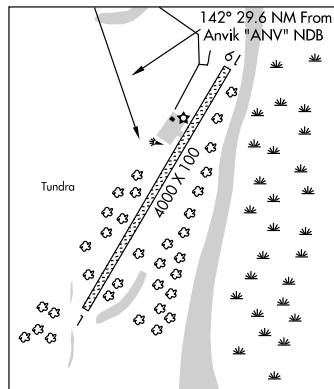 142° 29.6 NM From
Anvik "ANV" NDB
19
Tundra
4000 X 100
1